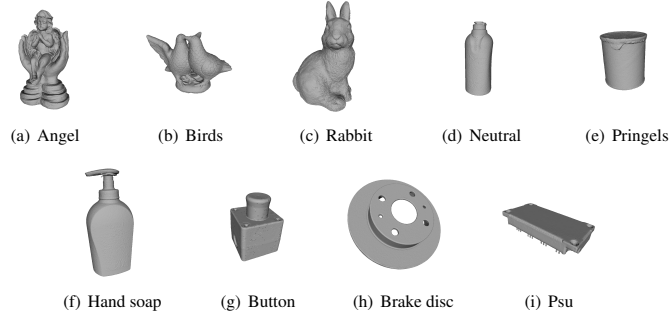 (a) Angel
(b) Birds
(c) Rabbit
(d) Neutral
(e) Pringels
(f) Hand soap
(g) Button
(h) Brake disc
(i) Psu